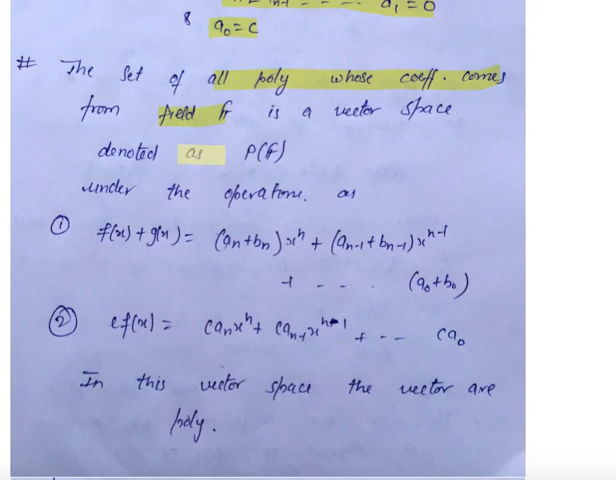 a₁ = 0
& a₀ = C
# The set of all poly whose coeff. comes
from field F is a vector space
denoted as P(F)
under the operations. as
① f(x) + g(x) = (aₙ + bₙ)xⁿ + (aₙ₋₁ + bₙ₋₁)xⁿ⁻¹
+ - - - (a₀ + b₀)
② cf(x) = caₙxⁿ + caₙ₋₁xⁿ⁻¹ + - - ca₀
In this vector space the vector are
poly.